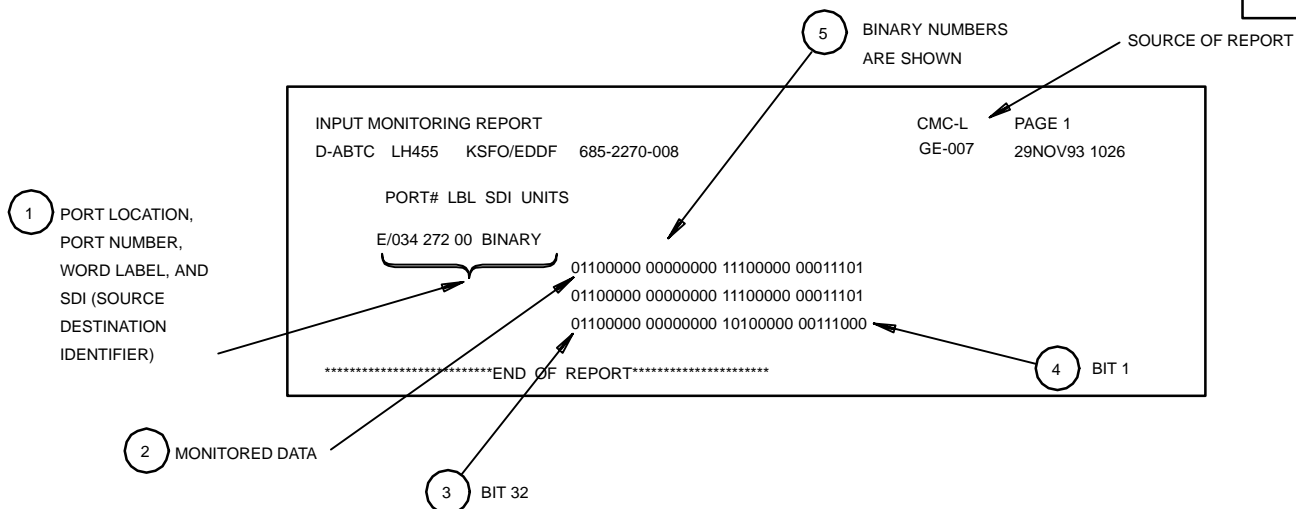 5 BINARY NUMBERS
ARE SHOWN
SOURCE OF REPORT
INPUT MONITORING REPORT CMC-L PAGE 1
D-ABTC LH455 KSFO/EDDF 685-2270-008 GE-007 29NOV93 1026
PORT# LBL SDI UNITS
E/034 272 00 BINARY
01100000 00000000 11100000 00011101
01100000 00000000 11100000 00011101
01100000 00000000 10100000 00111000
**************************END OF REPORT*********************
1 PORT LOCATION,
PORT NUMBER,
WORD LABEL, AND
SDI (SOURCE
DESTINATION
IDENTIFIER)
4 BIT 1
2 MONITORED DATA
3 BIT 32